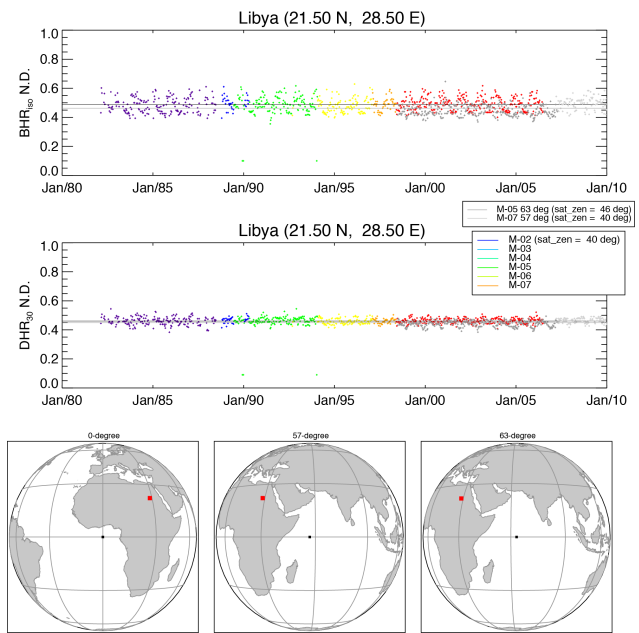 Libya (21.50 N, 28.50 E)
BHRiso N.D.
1.0
0.8
0.6
0.4
0.2
0.0
Jan/80 Jan/85 Jan/90 Jan/95 Jan/00 Jan/05 Jan/10
M-05 63 deg (sat_zen = 46 deg)
M-07 57 deg (sat_zen = 40 deg)
Libya (21.50 N, 28.50 E)
M-02 (sat_zen = 40 deg)
M-03
M-04
M-05
M-06
M-07
DHR30 N.D.
1.0
0.8
0.6
0.4
0.2
0.0
Jan/80 Jan/85 Jan/90 Jan/95 Jan/00 Jan/05 Jan/10
0-degree 57-degree 63-degree